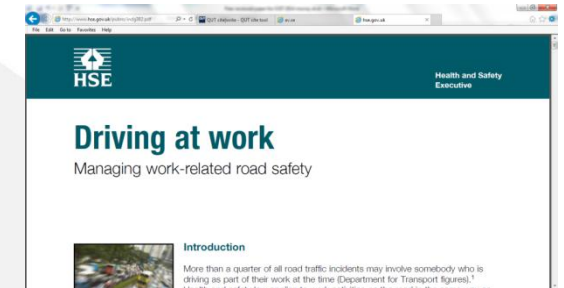 File Edit Go to Favorites Help
HSE
Health and Safety
Executive
Driving at work
Managing work-related road safety
Introduction
More than a quarter of all road traffic incidents may involve somebody who is
driving as part of their work at the time (Department for Transport figures).¹